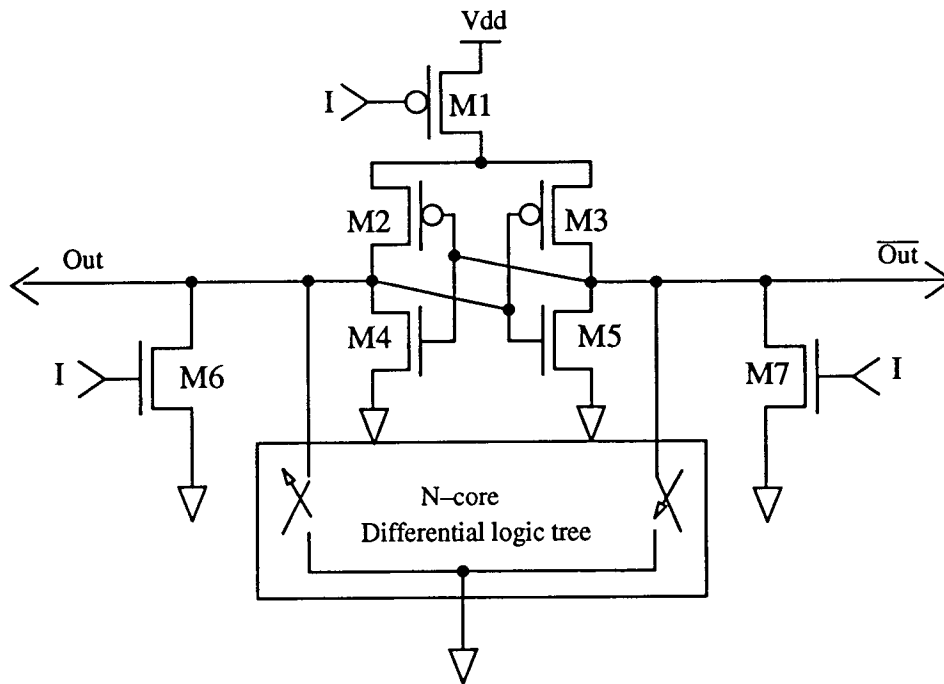 Vdd
I
M1
M2
M3
Out
Out
M4
M5
I
M6
M7
I
N–core
Differential logic tree